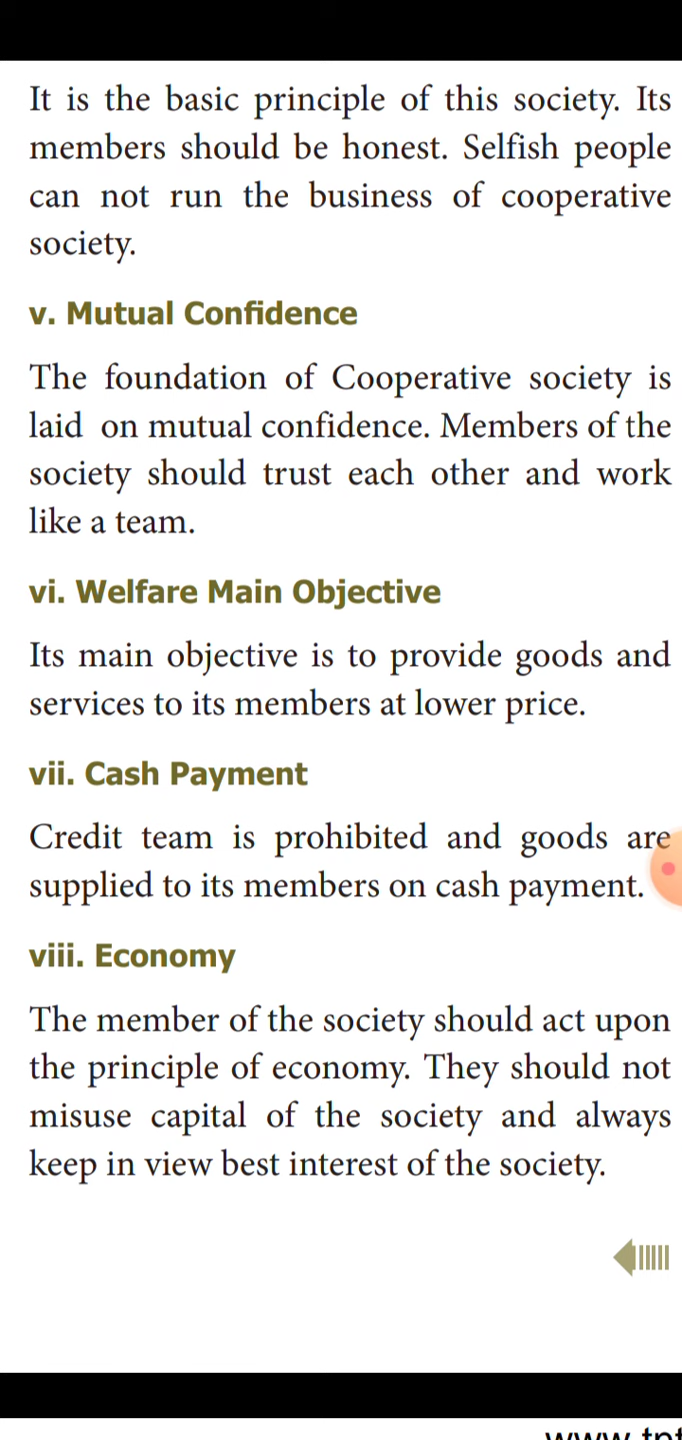 It is the basic principle of this society. Its
members should be honest. Selfish people
can not run the business of cooperative
society.
v. Mutual Confidence
The foundation of Cooperative society is
laid on mutual confidence. Members of the
society should trust each other and work
like a team.
vi. Welfare Main Objective
Its main objective is to provide goods and
services to its members at lower price.
vii. Cash Payment
Credit team is prohibited and goods are
supplied to its members on cash payment.
viii. Economy
The member of the society should act upon
the principle of economy. They should not
misuse capital of the society and always
keep in view best interest of the society.